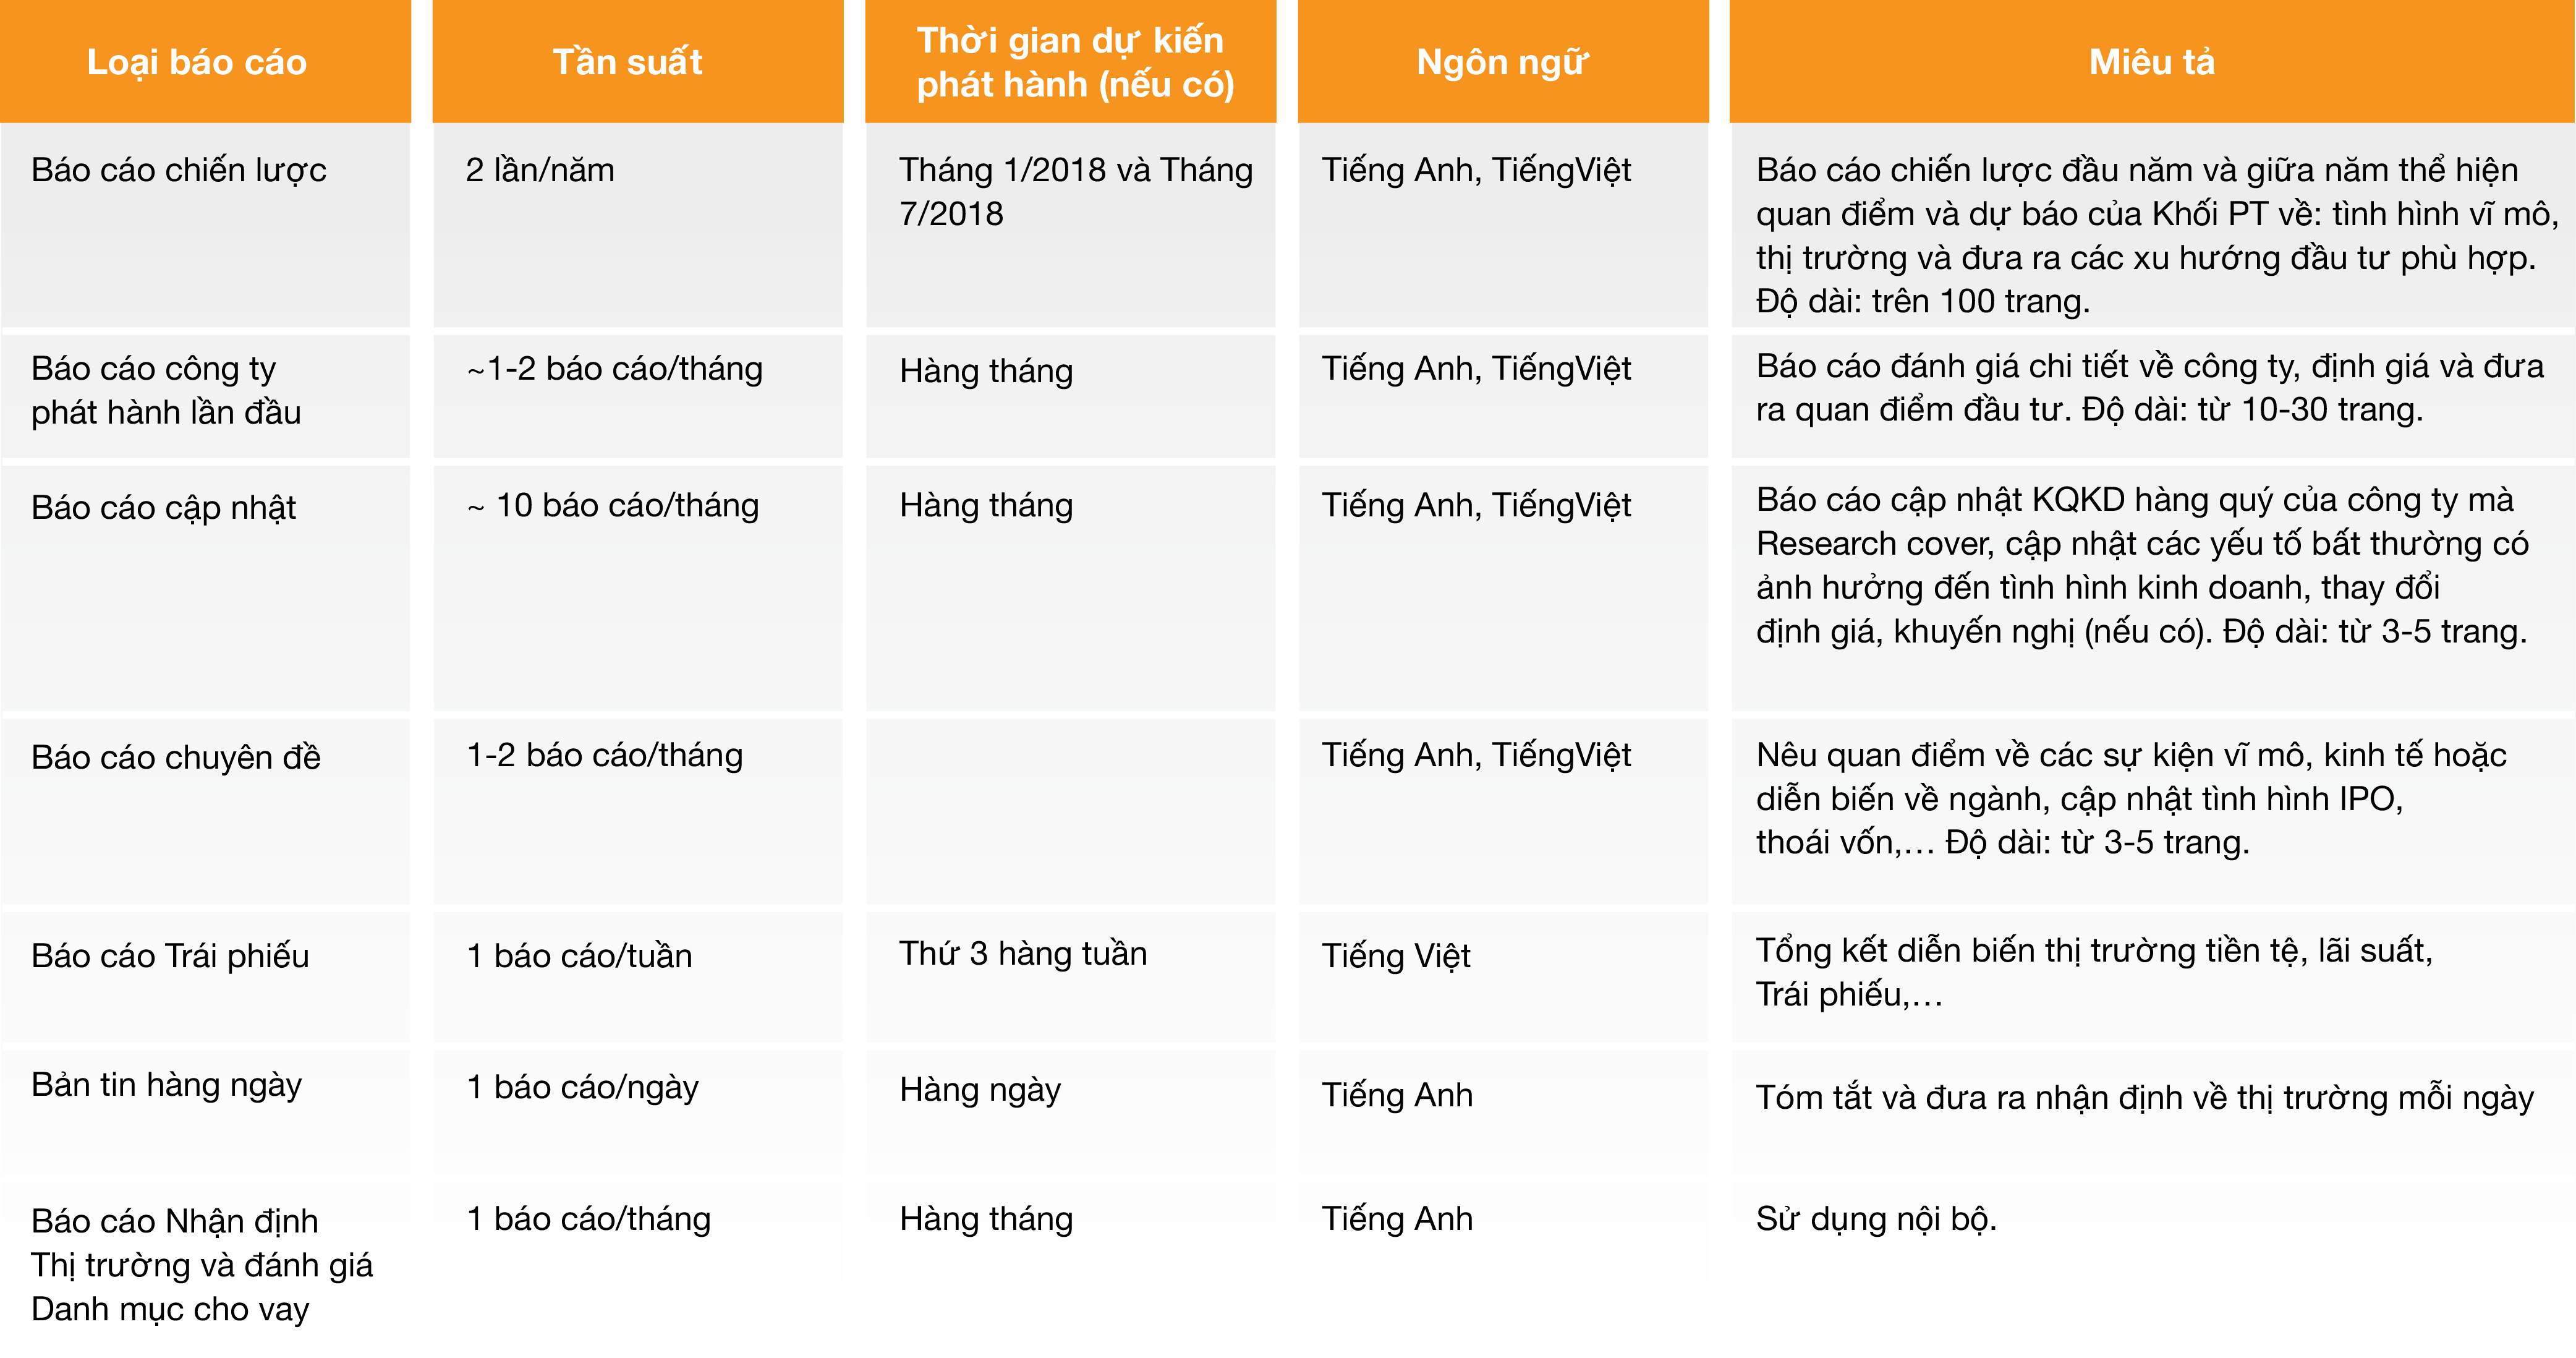 Loại báo cáo
Tần suất
Thời gian dự kiến
phát hành (nếu có)
Ngôn ngữ
Miêu tả
Báo cáo chiến lược
2 lần/năm
Tháng 1/2018 và Tháng
7/2018
Tiếng Anh, TiếngViệt
Báo cáo chiến lược đầu năm và giữa năm thể hiện
quan điểm và dự báo của Khối PT về: tình hình vĩ mô,
thị trường và đưa ra các xu hướng đầu tư phù hợp.
Độ dài: trên 100 trang.
Báo cáo công ty
phát hành lần đầu
~1-2 báo cáo/tháng
Hàng tháng
Tiếng Anh, TiếngViệt
Báo cáo đánh giá chi tiết về công ty, định giá và đưa
ra quan điểm đầu tư. Độ dài: từ 10-30 trang.
Báo cáo cập nhật
~ 10 báo cáo/tháng
Hàng tháng
Tiếng Anh, TiếngViệt
Báo cáo cập nhật KQKD hàng quý của công ty mà
Research cover, cập nhật các yếu tố bất thường có
ảnh hưởng đến tình hình kinh doanh, thay đổi
định giá, khuyến nghị (nếu có). Độ dài: từ 3-5 trang.
Báo cáo chuyên đề
1-2 báo cáo/tháng
Tiếng Anh, TiếngViệt
Nêu quan điểm về các sự kiện vĩ mô, kinh tế hoặc
diễn biến về ngành, cập nhật tình hình IPO,
thoái vốn,... Độ dài: từ 3-5 trang.
Báo cáo Trái phiếu
1 báo cáo/tuần
Thứ 3 hàng tuần
Tiếng Việt
Tổng kết diễn biến thị trường tiền tệ, lãi suất,
Trái phiếu,...
Bản tin hàng ngày
1 báo cáo/ngày
Hàng ngày
Tiếng Anh
Tóm tắt và đưa ra nhận định về thị trường mỗi ngày
Báo cáo Nhận định
Thị trường và đánh giá
Danh mục cho vay
1 báo cáo/tháng
Hàng tháng
Tiếng Anh
Sử dụng nội bộ.